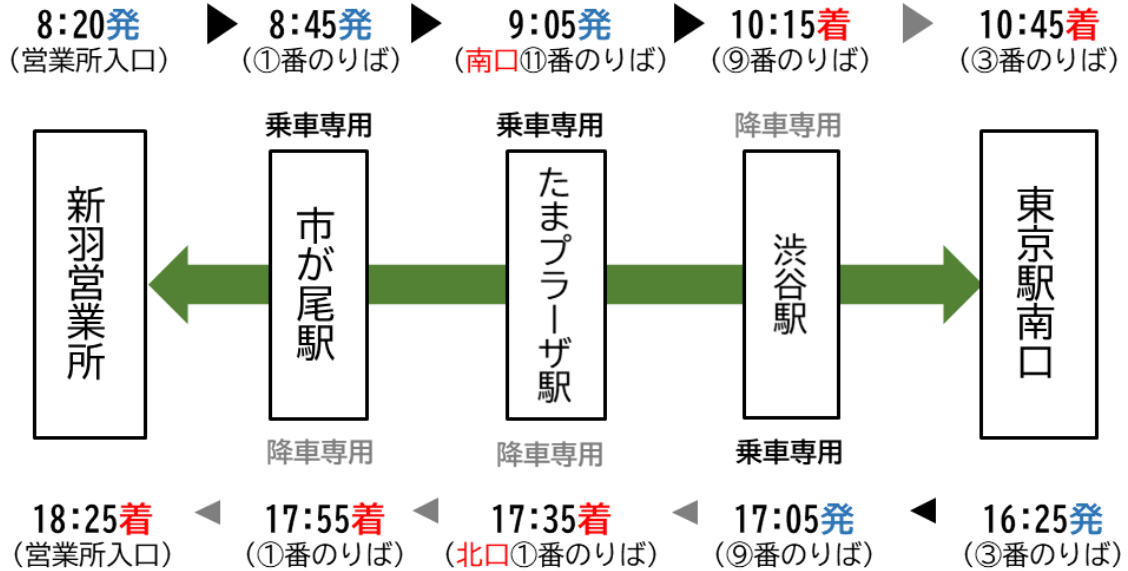 8:20発 ▶ 8:45発 ▶ 9:05発 ▶ 10:15着 ▶ 10:45着
(営業所入口) (①番のりば) (南口⑪番のりば) (⑨番のりば) (③番のりば)
乗車専用 乗車専用 降車専用
新羽営業所
市が尾駅
たまプラーザ駅
渋谷駅
東京駅南口
降車専用 降車専用 乗車専用
18:25着 ◀ 17:55着 ◀ 17:35着 ◀ 17:05発 ◀ 16:25発
(営業所入口) (①番のりば) (北口①番のりば) (⑨番のりば) (③番のりば)